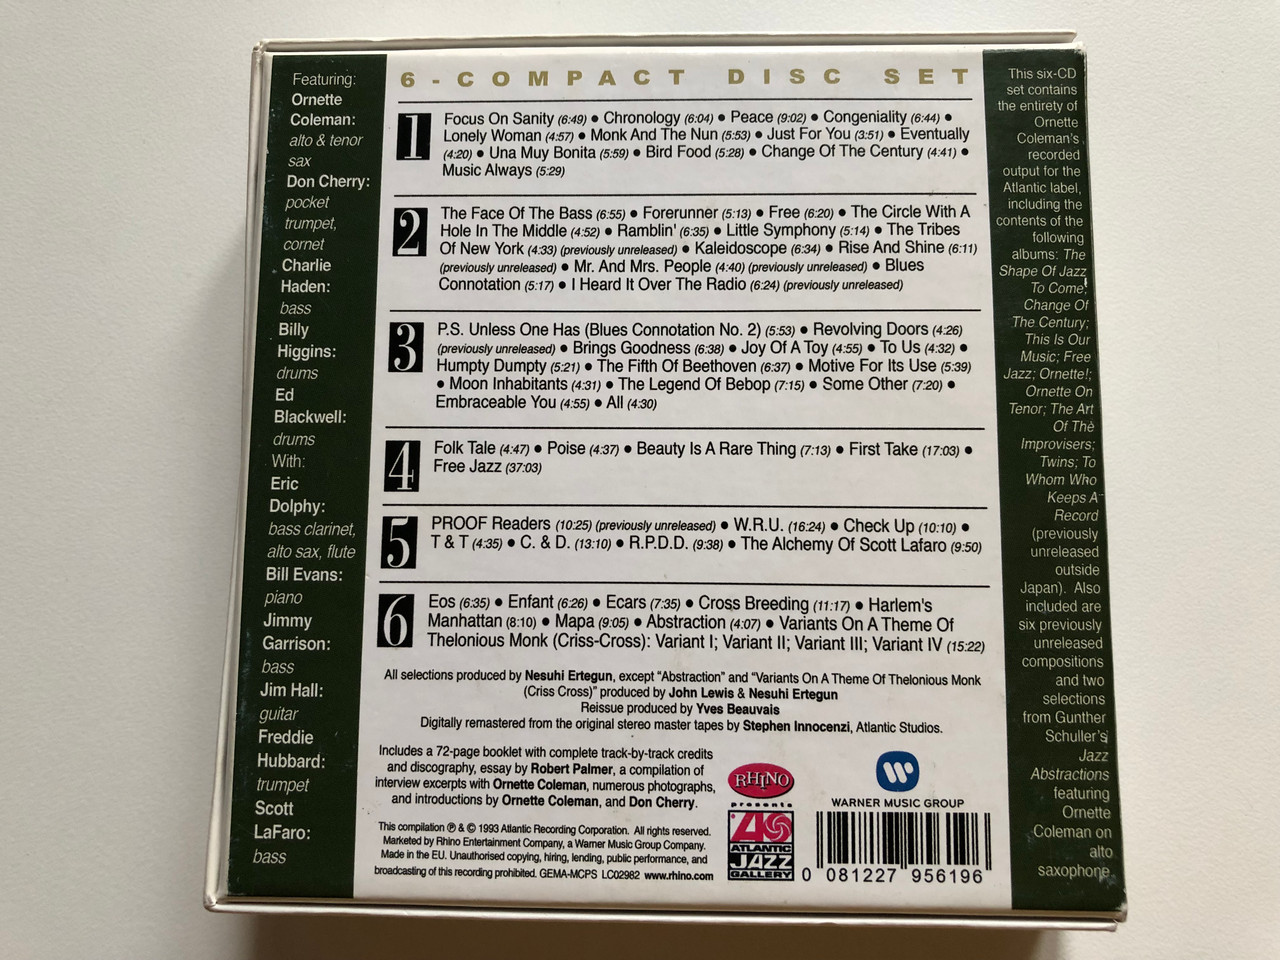 Featuring:
Ornette
Coleman:
alto & tenor
sax
Don Cherry:
pocket
trumpet,
cornet
Charlie
Haden:
bass
Billy
Higgins:
drums
Ed
Blackwell:
drums
With:
Eric
Dolphy:
bass clarinet,
alto sax, flute
Bill Evans:
piano
Jimmy
Garrison:
bass
Jim Hall:
guitar
Freddie
Hubbard:
trumpet
Scott
LaFaro:
bass
6-COMPACT DISC SET
1
Focus On Sanity (6:49) • Chronology (6:04) • Peace (9:02) • Congeniality (6:44) •
Lonely Woman (4:57) • Monk And The Nun (5:53) • Just For You (3:51) • Eventually
(4:20) • Una Muy Bonita (5:59) • Bird Food (5:28) • Change Of The Century (4:41) •
Music Always (5:29)
2
The Face Of The Bass (6:55) • Forerunner (5:13) • Free (6:20) • The Circle With A
Hole In The Middle (4:52) • Ramblin' (6:35) • Little Symphony (5:14) • The Tribes
Of New York (4:33) (previously unreleased) • Kaleidoscope (6:34) • Rise And Shine (6:11)
(previously unreleased) • Mr. And Mrs. People (4:40) (previously unreleased) • Blues
Connotation (5:17) • I Heard It Over The Radio (6:24) (previously unreleased)
3
P.S. Unless One Has (Blues Connotation No. 2) (5:53) • Revolving Doors (4:26)
(previously unreleased) • Brings Goodness (6:38) • Joy Of A Toy (4:55) • To Us (4:32) •
Humpty Dumpty (5:21) • The Fifth Of Beethoven (6:37) • Motive For Its Use (5:39)
• Moon Inhabitants (4:31) • The Legend Of Bebop (7:15) • Some Other (7:20) •
Embraceable You (4:55) • All (4:30)
4
Folk Tale (4:47) • Poise (4:37) • Beauty Is A Rare Thing (7:13) • First Take (17:03) •
Free Jazz (37:03)
5
PROOF Readers (10:25) (previously unreleased) • W.R.U. (16:24) • Check Up (10:10) •
T & T (4:35) • C. & D. (13:10) • R.P.D.D. (9:38) • The Alchemy Of Scott Lafaro (9:50)
6
Eos (6:35) • Enfant (6:26) • Ecars (7:35) • Cross Breeding (11:17) • Harlem's
Manhattan (8:10) • Mapa (9:05) • Abstraction (4:07) • Variants On A Theme Of
Thelonious Monk (Criss-Cross): Variant I; Variant II; Variant III; Variant IV (15:22)
All selections produced by Nesuhi Ertegun, except "Abstraction" and "Variants On A Theme Of Thelonious Monk
(Criss Cross)" produced by John Lewis & Nesuhi Ertegun
Reissue produced by Yves Beauvais
Digitally remastered from the original stereo master tapes by Stephen Innocenzi, Atlantic Studios.
Includes a 72-page booklet with complete track-by-track credits
and discography, essay by Robert Palmer, a compilation of
interview excerpts with Ornette Coleman, numerous photographs,
and introductions by Ornette Coleman, and Don Cherry.
This compilation ℗ & © 1993 Atlantic Recording Corporation. All rights reserved.
Marketed by Rhino Entertainment Company, a Warner Music Group Company.
Made in the EU. Unauthorised copying, hiring, lending, public performance, and
broadcasting of this recording prohibited. GEMA-MCPS LC02982 www.rhino.com
RHINO
presents
ATLANTIC
JAZZ
GALLERY
WARNER MUSIC GROUP
0 081227 956196
This six-CD
set contains
the entirety of
Ornette
Coleman's
recorded
output for the
Atlantic label,
including the
contents of the
following
albums: The
Shape Of Jazz
To Come;
Change Of
The Century;
This Is Our
Music; Free
Jazz; Ornette!;
Ornette On
Tenor; The Art
Of The
Improvisers;
Twins; To
Whom Who
Keeps A
Record
(previously
unreleased
outside
Japan). Also
included are
six previously
unreleased
compositions
and two
selections
from Gunther
Schuller's
Jazz
Abstractions
featuring
Ornette
Coleman on
alto
saxophone.